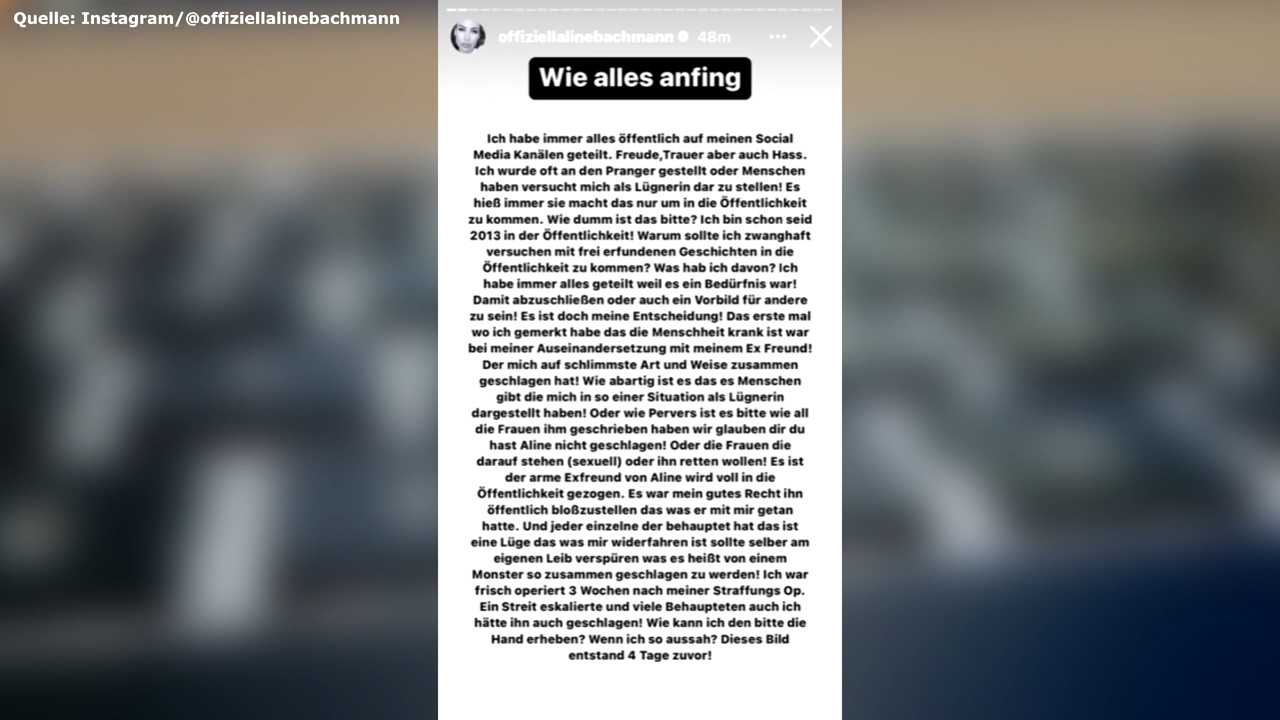 Quelle: Instagram/@offiziellalinebachmann
offiziellalinebachmann 48m
Wie alles anfing
Ich habe immer alles öffentlich auf meinen Social
Media Kanälen geteilt. Freude,Trauer aber auch Hass.
Ich wurde oft an den Pranger gestellt oder Menschen
haben versucht mich als Lügnerin dar zu stellen! Es
hieß immer sie macht das nur um in die Öffentlichkeit
zu kommen. Wie dumm ist das bitte? Ich bin schon seid
2013 in der Öffentlichkeit! Warum sollte ich zwanghaft
versuchen mit frei erfundenen Geschichten in die
Öffentlichkeit zu kommen? Was hab ich davon? Ich
habe immer alles geteilt weil es ein Bedürfnis war!
Damit abzuschließen oder auch ein Vorbild für andere
zu sein! Es ist doch meine Entscheidung! Das erste mal
wo ich gemerkt habe das die Menschheit krank ist war
bei meiner Auseinandersetzung mit meinem Ex Freund!
Der mich auf schlimmste Art und Weise zusammen
geschlagen hat! Wie abartig ist es das es Menschen
gibt die mich in so einer Situation als Lügnerin
dargestellt haben! Oder wie Pervers ist es bitte wie all
die Frauen ihm geschrieben haben wir glauben dir du
hast Aline nicht geschlagen! Oder die Frauen die
darauf stehen (sexuell) oder ihn retten wollen! Es ist
der arme Exfreund von Aline wird voll in die
Öffentlichkeit gezogen. Es war mein gutes Recht ihn
öffentlich bloßzustellen das was er mit mir getan
hatte. Und jeder einzelne der behauptet hat das ist
eine Lüge das was mir widerfahren ist sollte selber am
eigenen Leib verspüren was es heißt von einem
Monster so zusammen geschlagen zu werden! Ich war
frisch operiert 3 Wochen nach meiner Straffungs Op.
Ein Streit eskalierte und viele Behaupteten auch ich
hätte ihn auch geschlagen! Wie kann ich den bitte die
Hand erheben? Wenn ich so aussah? Dieses Bild
entstand 4 Tage zuvor!